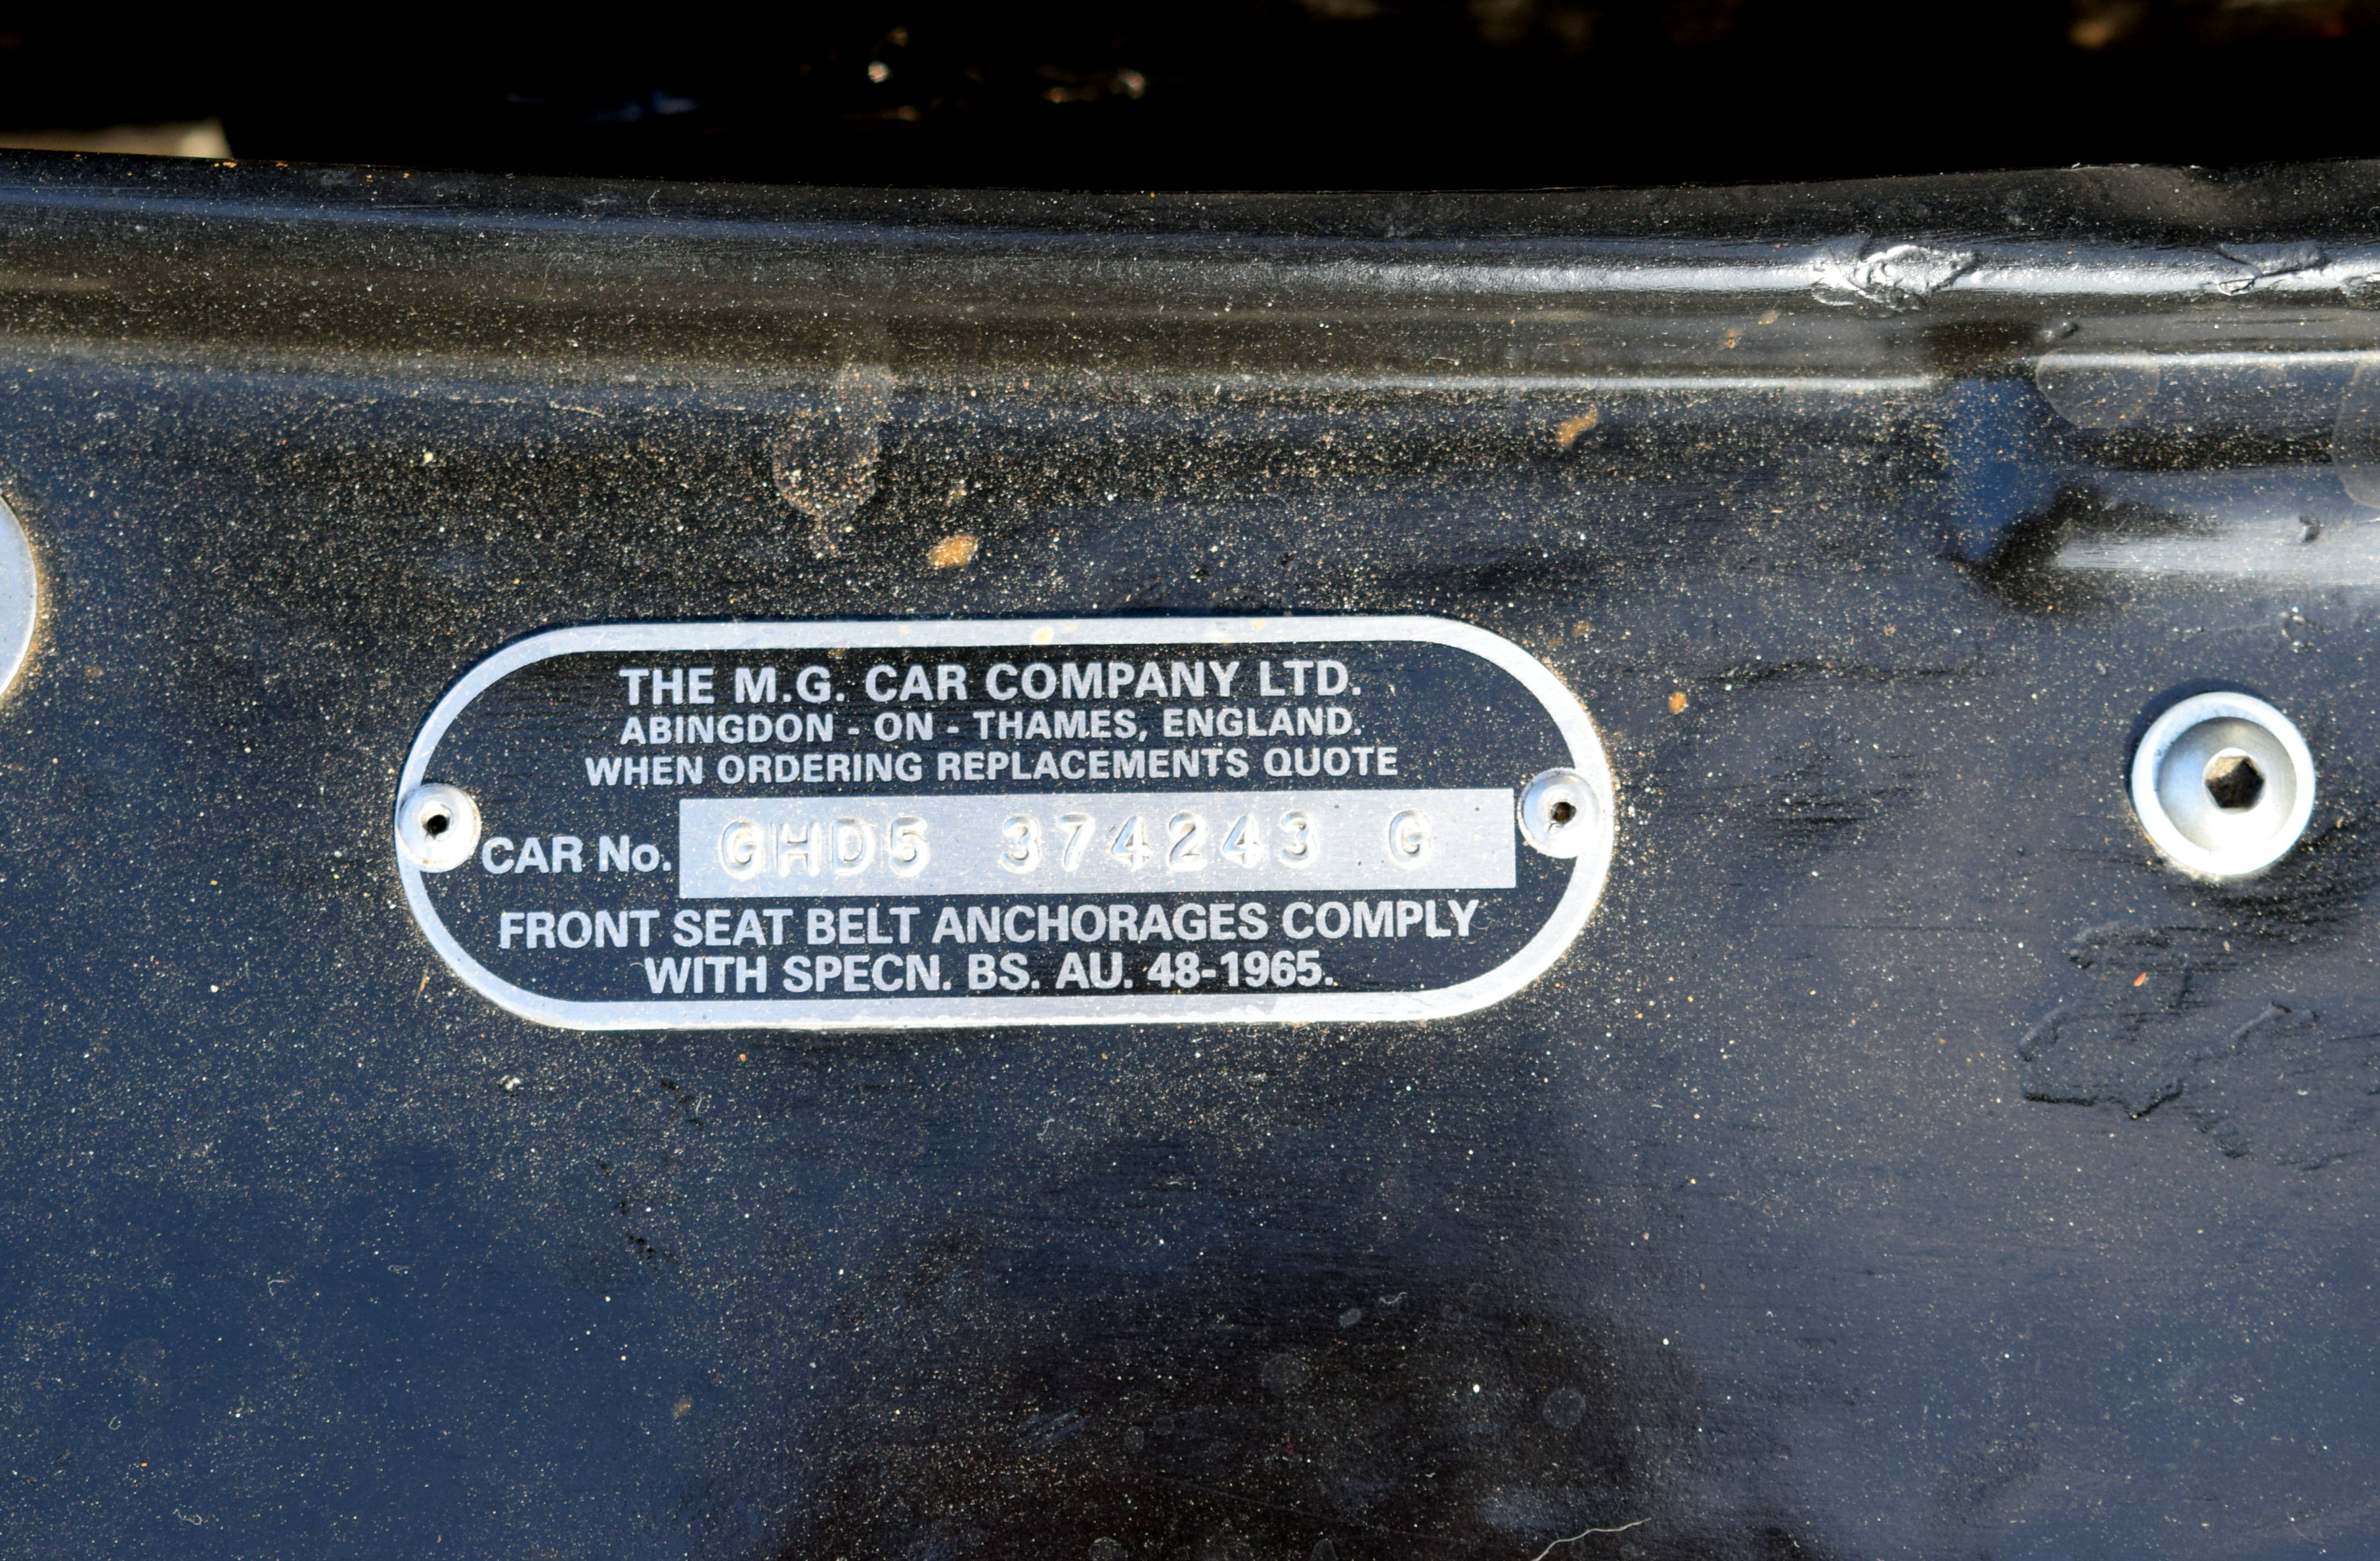 THE M.G. CAR COMPANY LTD.
ABINGDON - ON - THAMES, ENGLAND.
WHEN ORDERING REPLACEMENTS QUOTE
CAR No. GHD5 374243 G
FRONT SEAT BELT ANCHORAGES COMPLY
WITH SPECN. BS. AU. 48-1965.